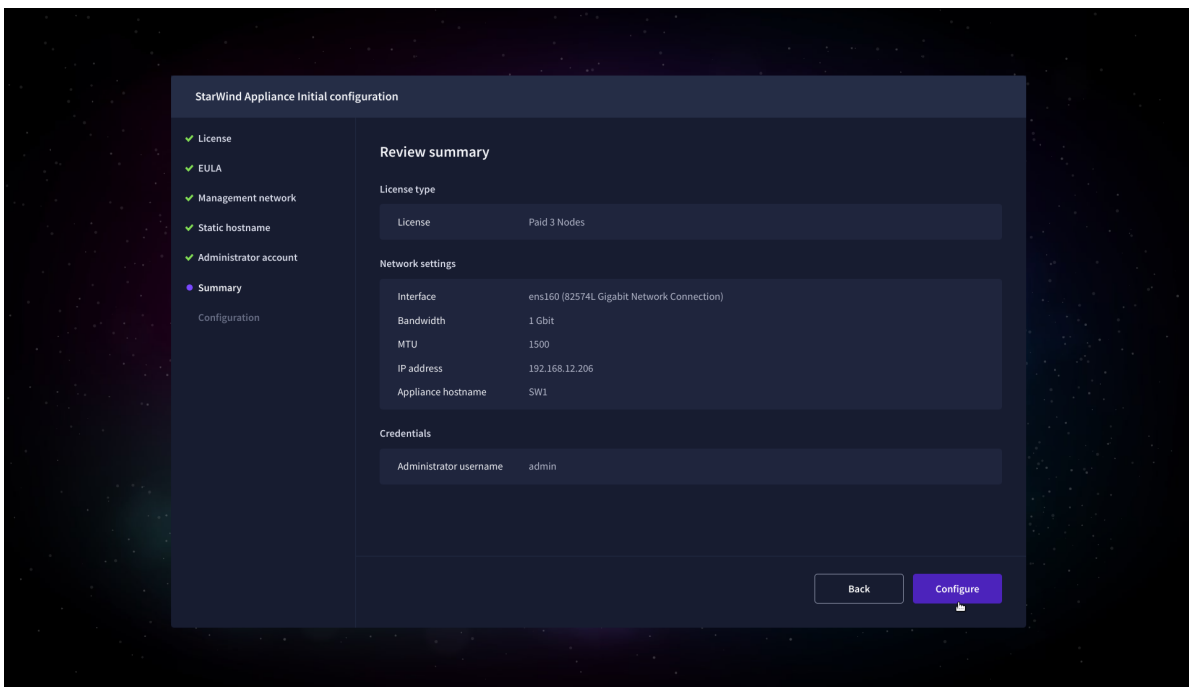 StarWind Appliance Initial configuration
License
EULA
Management network
Static hostname
Administrator account
Summary
Configuration
Review summary
License type
License Paid 3 Nodes
Network settings
Interface ens160 (82574L Gigabit Network Connection)
Bandwidth 1 Gbit
MTU 1500
IP address 192.168.12.206
Appliance hostname SW1
Credentials
Administrator username admin
Back Configure